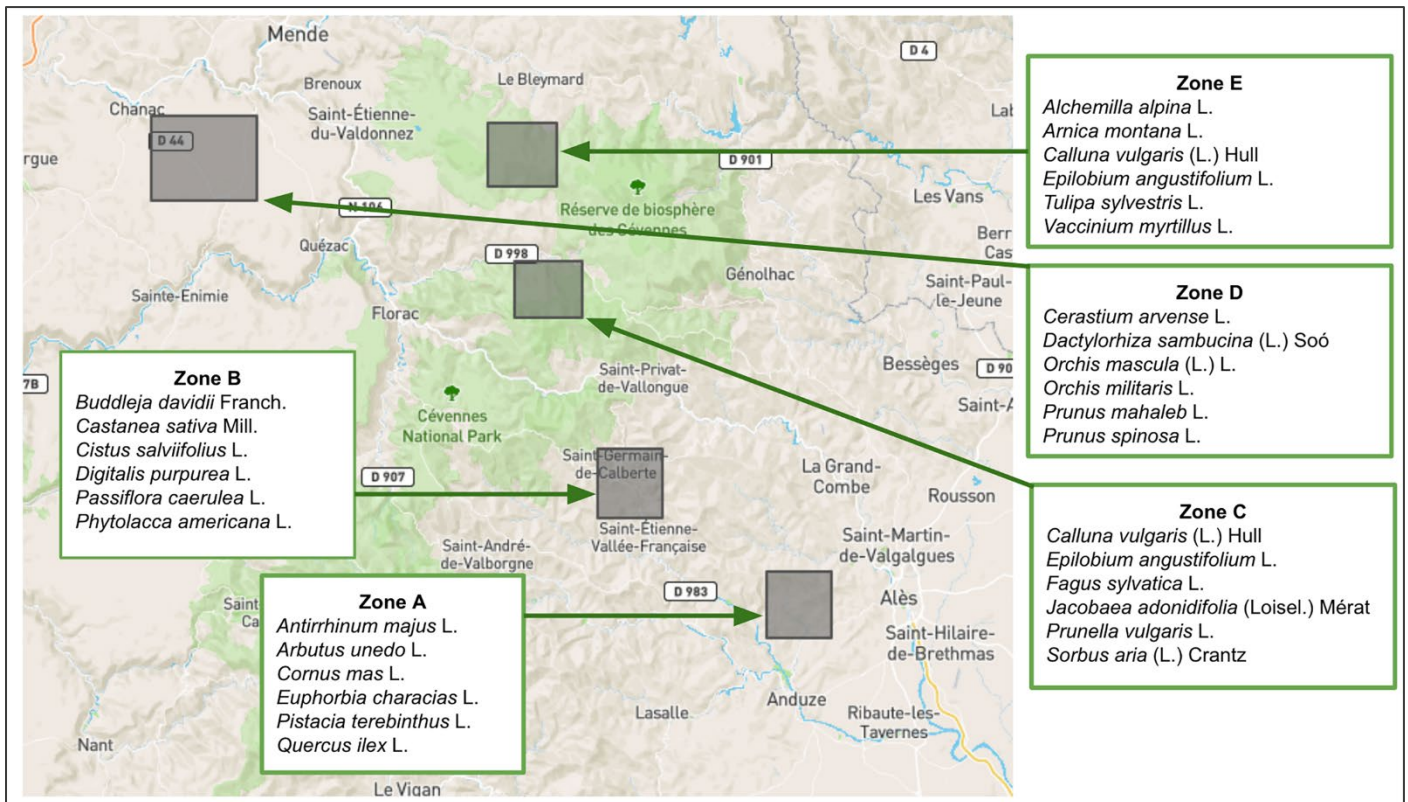 Mende
D 4
Brenoux
Le Bleymard
Chanac
Saint-Étienne-
du-Valdonnez
D 44
rgue
D 901
Lab
Les Vans
N 106
Réserve de biosphère
des Cévennes
Quézac
D 998
Berr
Cas
Génolhac
Sainte-Enimie
Saint-Paul-
le-Jeune
Florac
Bessèges
7B
D 90
Saint-Privat-
de-Vallongue
Saint-A
Cévennes
National Park
Saint-Germain-
de-Calberte
D 907
La Grand-
Combe
Rousson
Saint-Étienne-
Vallée-Française
Saint-André-
de-Valborgne
Saint-Martin-
de-Valgalgues
D 983
Alès
Saint
Ca
Saint-Hilaire-
de-Brethmas
Anduze
Lasalle
Ribaute-les-
Tavernes
Nant
Le Vigan
Zone E
Alchemilla alpina L.
Arnica montana L.
Calluna vulgaris (L.) Hull
Epilobium angustifolium L.
Tulipa sylvestris L.
Vaccinium myrtillus L.
Zone D
Cerastium arvense L.
Dactylorhiza sambucina (L.) Soó
Orchis mascula (L.) L.
Orchis militaris L.
Prunus mahaleb L.
Prunus spinosa L.
Zone B
Buddleja davidii Franch.
Castanea sativa Mill.
Cistus salviifolius L.
Digitalis purpurea L.
Passiflora caerulea L.
Phytolacca americana L.
Zone C
Calluna vulgaris (L.) Hull
Epilobium angustifolium L.
Fagus sylvatica L.
Jacobaea adonidifolia (Loisel.) Mérat
Prunella vulgaris L.
Sorbus aria (L.) Crantz
Zone A
Antirrhinum majus L.
Arbutus unedo L.
Cornus mas L.
Euphorbia characias L.
Pistacia terebinthus L.
Quercus ilex L.